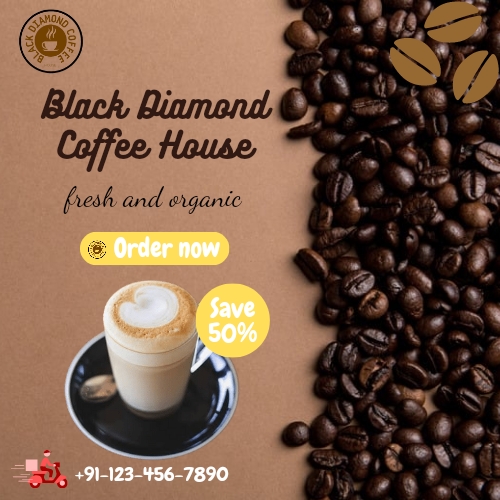 BLACK DIAMOND COFFEE
Black Diamond
Coffee House
fresh and organic
Order now
Save
50%
+91-123-456-7890